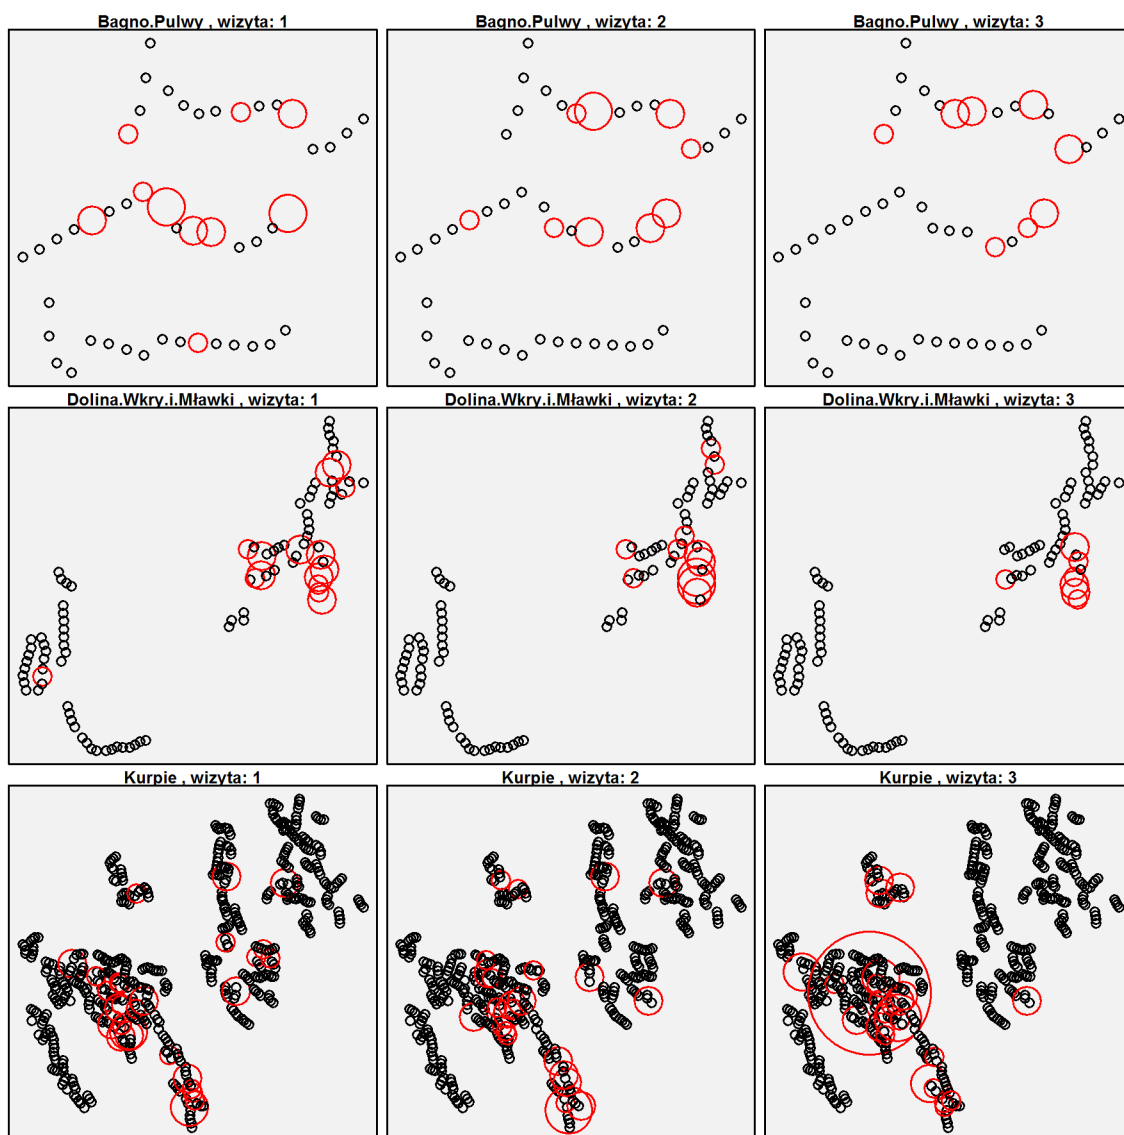 Bagno.Pulwy , wizyta: 1
Bagno.Pulwy , wizyta: 2
Bagno.Pulwy , wizyta: 3
Dolina.Wkry.i.Mławki , wizyta: 1
Dolina.Wkry.i.Mławki , wizyta: 2
Dolina.Wkry.i.Mławki , wizyta: 3
Kurpie , wizyta: 1
Kurpie , wizyta: 2
Kurpie , wizyta: 3